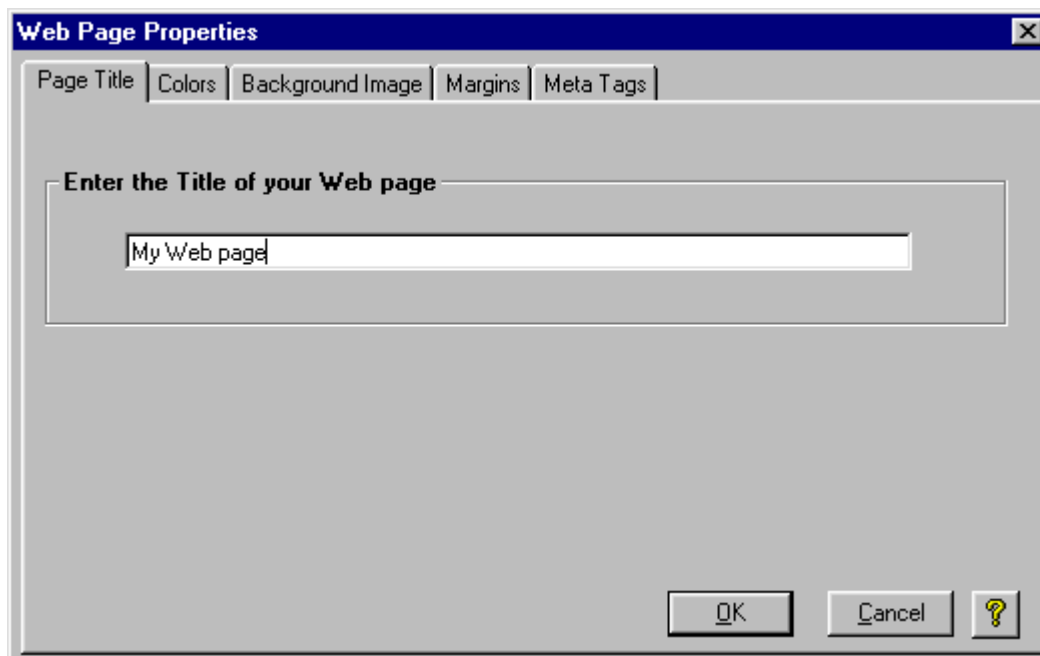 Web Page Properties
Page Title Colors Background Image Margins Meta Tags
Enter the Title of your Web page
My Web page
OK Cancel ?